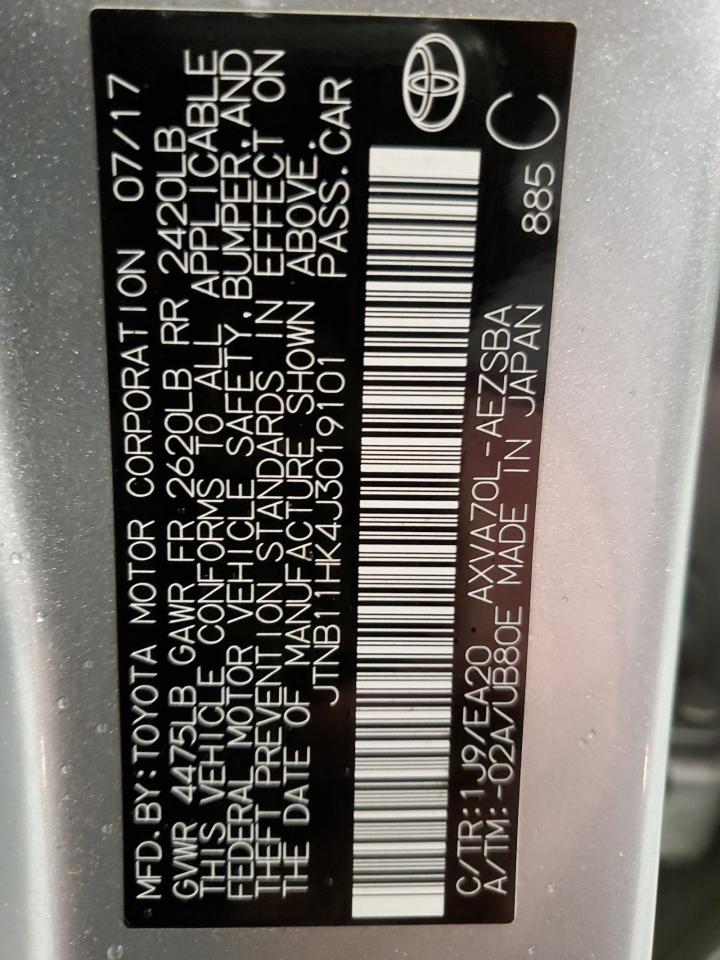 MFD.BY:TOYOTA MOTOR CORPORATION 07/17
GVWR 4475LB GAWR FR 2620LB RR 2420LB
THIS VEHICLE CONFORMS TO ALL APPLICABLE
FEDERAL MOTOR VEHICLE SAFETY,BUMPER,AND
THEFT PREVENTION STANDARDS IN EFFECT ON
THE DATE OF MANUFACTURE SHOWN ABOVE.
JTNB11HK4J3019101 PASS.CAR
C/TR:1J9/EA20 AXVA70L-AEZSBA
A/TM:-02A/UB80E MADE IN JAPAN
885 C